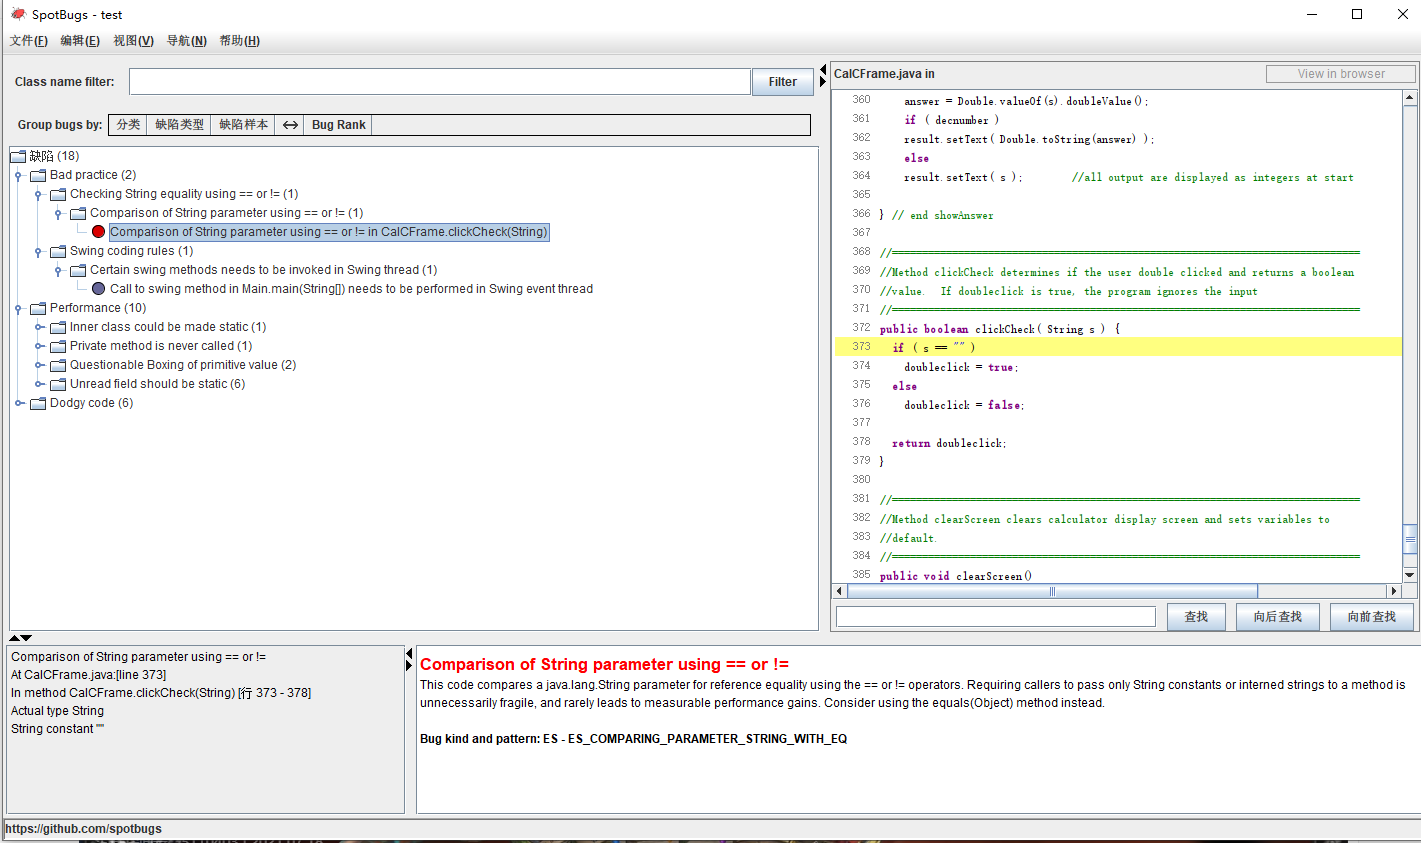 SpotBugs - test
文件(F) 编辑(E) 视图(V) 导航(N) 帮助(H)
Class name filter:
Filter
Group bugs by: 分类 缺陷类型 缺陷样本 ↔ Bug Rank
缺陷 (18)
Bad practice (2)
Checking String equality using == or != (1)
Comparison of String parameter using == or != (1)
Comparison of String parameter using == or != in CalCFrame.clickCheck(String)
Swing coding rules (1)
Certain swing methods needs to be invoked in Swing thread (1)
Call to swing method in Main.main(String[]) needs to be performed in Swing event thread
Performance (10)
Inner class could be made static (1)
Private method is never called (1)
Questionable Boxing of primitive value (2)
Unread field should be static (6)
Dodgy code (6)
CalCFrame.java in
View in browser
360 answer = Double.valueOf(s).doubleValue();
361 if ( decnumber )
362 result.setText( Double.toString(answer) );
363 else
364 result.setText( s ); //all output are displayed as integers at start
365
366 } // end showAnswer
367
368 //==============================================================================
369 //Method clickCheck determines if the user double clicked and returns a boolean
370 //value. If doubleclick is true, the program ignores the input
371 //==============================================================================
372 public boolean clickCheck( String s ) {
373 if ( s == "" )
374 doubleclick = true;
375 else
376 doubleclick = false;
377
378 return doubleclick;
379 }
380
381 //==============================================================================
382 //Method clearScreen clears calculator display screen and sets variables to
383 //default.
384 //==============================================================================
385 public void clearScreen()
查找 向后查找 向前查找
Comparison of String parameter using == or !=
At CalCFrame.java:[line 373]
In method CalCFrame.clickCheck(String) [行 373 - 378]
Actual type String
String constant ""
Comparison of String parameter using == or !=
This code compares a java.lang.String parameter for reference equality using the == or != operators. Requiring callers to pass only String constants or interned strings to a method is
unnecessarily fragile, and rarely leads to measurable performance gains. Consider using the equals(Object) method instead.
Bug kind and pattern: ES - ES_COMPARING_PARAMETER_STRING_WITH_EQ
https://github.com/spotbugs